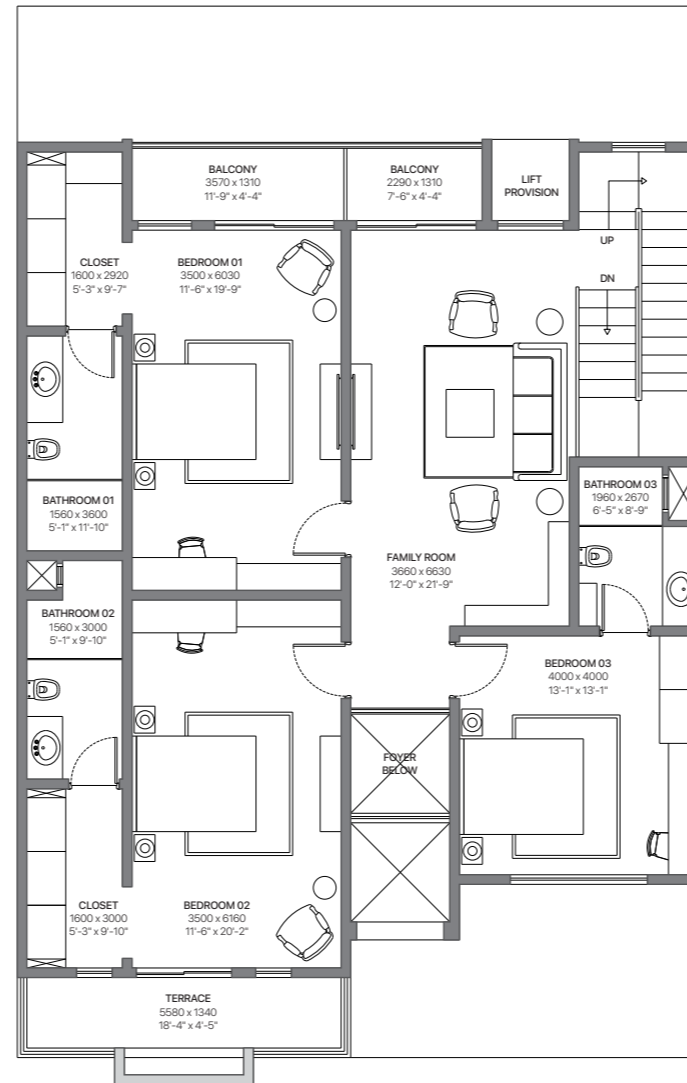 BALCONY
3570 x 1310
11'-9" x 4'-4"
BALCONY
2290 x 1310
7'-6" x 4'-4"
LIFT
PROVISION
UP
DN
CLOSET
1600 x 2920
5'-3" x 9'-7"
BEDROOM 01
3500 x 6030
11'-6" x 19'-9"
BATHROOM 01
1560 x 3600
5'-1" x 11'-10"
BATHROOM 03
1960 x 2670
6'-5" x 8'-9"
FAMILY ROOM
3660 x 6630
12'-0" x 21'-9"
BATHROOM 02
1560 x 3000
5'-1" x 9'-10"
BEDROOM 03
4000 x 4000
13'-1" x 13'-1"
FOYER
BELOW
CLOSET
1600 x 3000
5'-3" x 9'-10"
BEDROOM 02
3500 x 6160
11'-6" x 20'-2"
TERRACE
5580 x 1340
18'-4" x 4'-5"